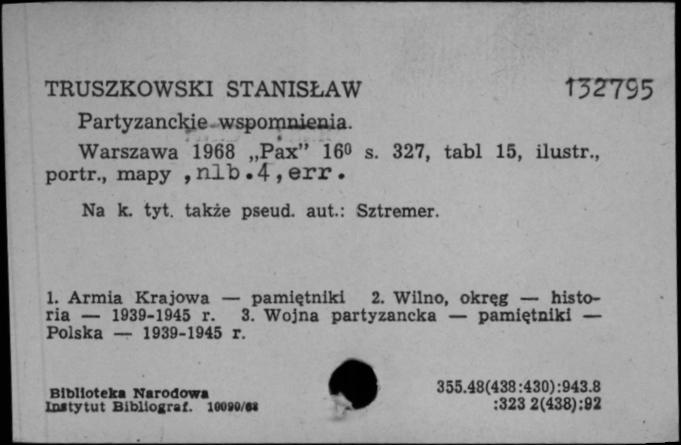 TRUSZKOWSKI STANISŁAW 132795
Partyzanckie wspomnienia.
Warszawa 1968 „Pax” 16⁰ s. 327, tabl 15, ilustr.,
portr., mapy , nlb.4, err.
Na k. tyt. także pseud. aut.: Sztremer.
1. Armia Krajowa — pamiętniki 2. Wilno, okręg — histo-
ria — 1939-1945 r. 3. Wojna partyzancka — pamiętniki —
Polska — 1939-1945 r.
Biblioteka Narodowa 355.48(438:430):943.8
Instytut Bibliograf. 10090/68 :323 2(438):92